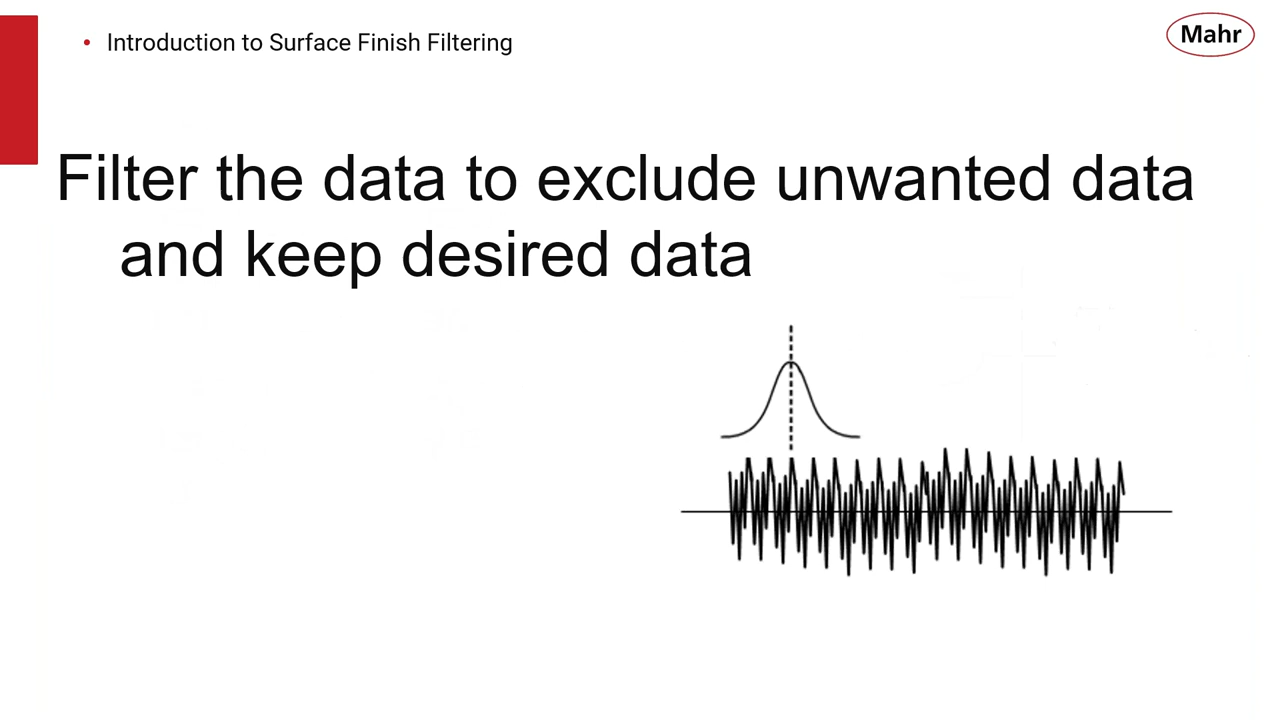 • Introduction to Surface Finish Filtering
Mahr
Filter the data to exclude unwanted data
and keep desired data